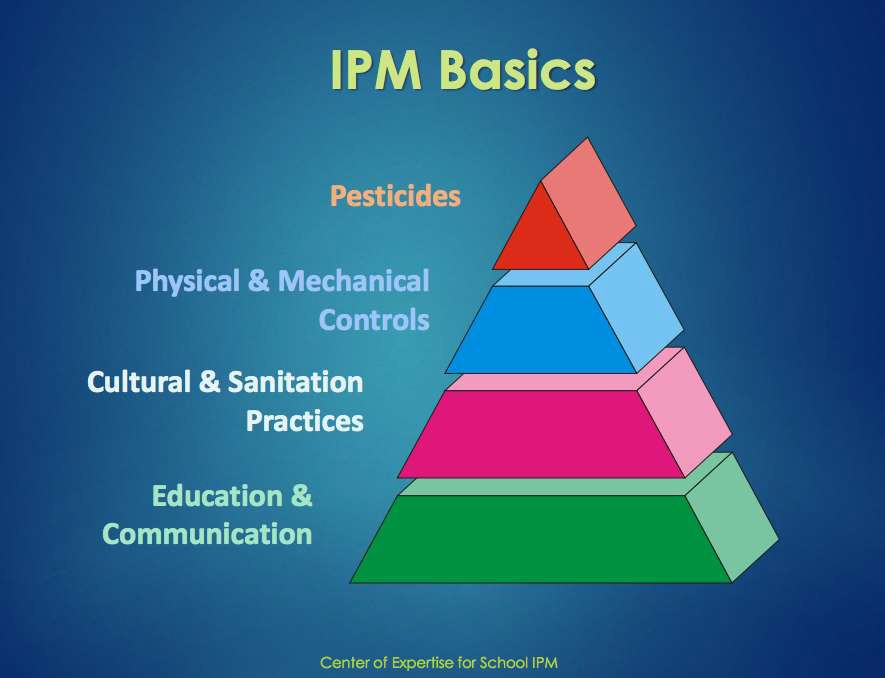 IPM Basics
Pesticides
Physical & Mechanical
Controls
Cultural & Sanitation
Practices
Education &
Communication
Center of Expertise for School IPM